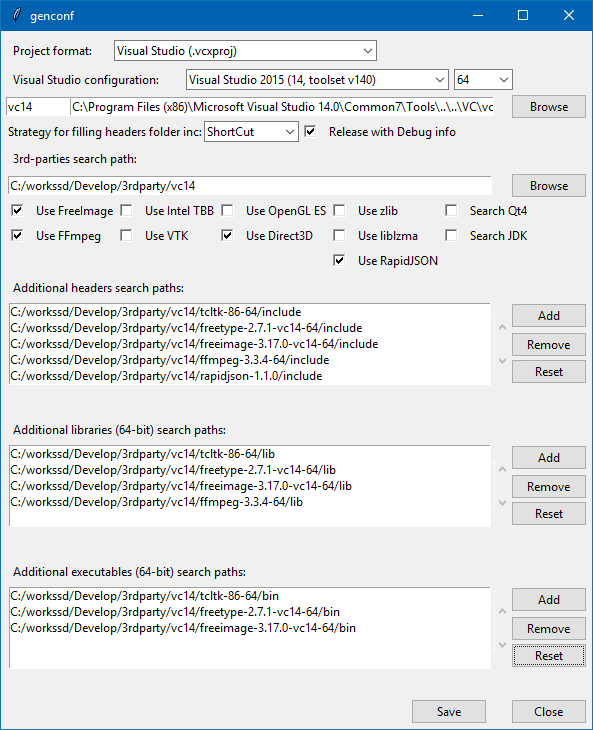 genconf
Project format: Visual Studio (.vcxproj)
Visual Studio configuration: Visual Studio 2015 (14, toolset v140) 64
vc14 C:\Program Files (x86)\Microsoft Visual Studio 14.0\Common7\Tools\..\..\VC\vc Browse
Strategy for filling headers folder inc: ShortCut Release with Debug info
3rd-parties search path:
C:/workssd/Develop/3rdparty/vc14 Browse
Use FreeImage Use Intel TBB Use OpenGL ES Use zlib Search Qt4
Use FFmpeg Use VTK Use Direct3D Use liblzma Search JDK
Use RapidJSON
Additional headers search paths:
C:/workssd/Develop/3rdparty/vc14/tcltk-86-64/include
C:/workssd/Develop/3rdparty/vc14/freetype-2.7.1-vc14-64/include
C:/workssd/Develop/3rdparty/vc14/freeimage-3.17.0-vc14-64/include
C:/workssd/Develop/3rdparty/vc14/ffmpeg-3.3.4-64/include
C:/workssd/Develop/3rdparty/vc14/rapidjson-1.1.0/include
Add
Remove
Reset
Additional libraries (64-bit) search paths:
C:/workssd/Develop/3rdparty/vc14/tcltk-86-64/lib
C:/workssd/Develop/3rdparty/vc14/freetype-2.7.1-vc14-64/lib
C:/workssd/Develop/3rdparty/vc14/freeimage-3.17.0-vc14-64/lib
C:/workssd/Develop/3rdparty/vc14/ffmpeg-3.3.4-64/lib
Add
Remove
Reset
Additional executables (64-bit) search paths:
C:/workssd/Develop/3rdparty/vc14/tcltk-86-64/bin
C:/workssd/Develop/3rdparty/vc14/freetype-2.7.1-vc14-64/bin
C:/workssd/Develop/3rdparty/vc14/freeimage-3.17.0-vc14-64/bin
Add
Remove
Reset
Save Close